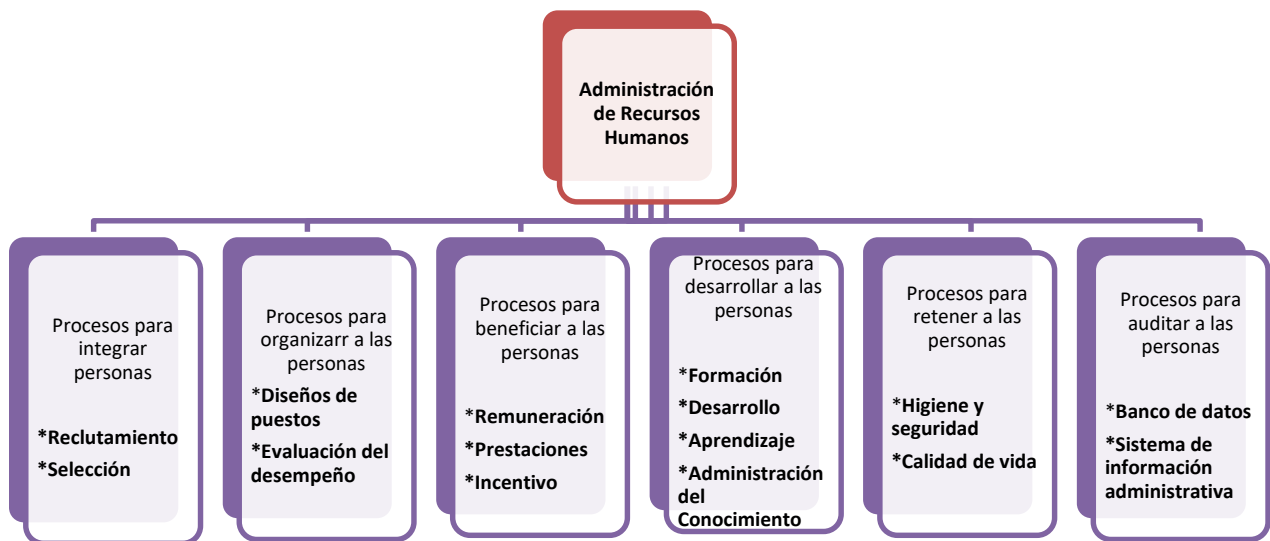 Administración
de Recursos
Humanos
Procesos para
integrar
personas
*Reclutamiento
*Selección
Procesos para
organizarr a las
personas
*Diseños de
puestos
*Evaluación del
desempeño
Procesos para
beneficiar a las
personas
*Remuneración
*Prestaciones
*Incentivo
Procesos para
desarrollar a las
personas
*Formación
*Desarrollo
*Aprendizaje
*Administración
del
Conocimiento
Procesos para
retener a las
personas
*Higiene y
seguridad
*Calidad de vida
Procesos para
auditar a las
personas
*Banco de datos
*Sistema de
información
administrativa